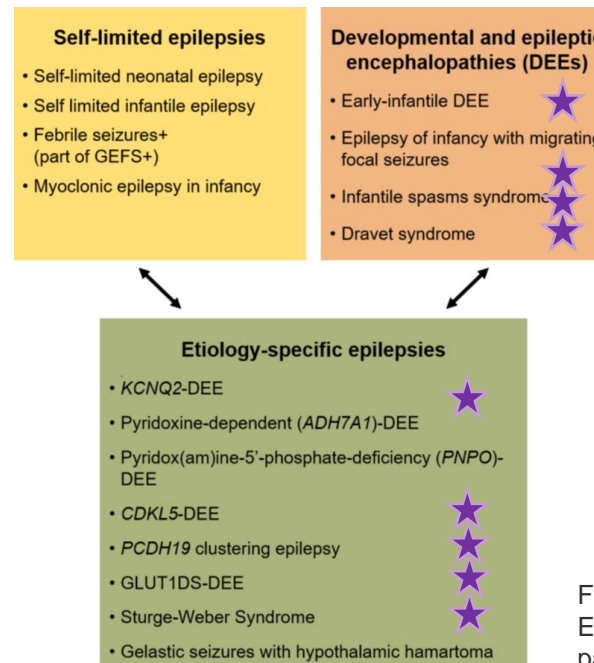 Self-limited epilepsies
• Self-limited neonatal epilepsy
• Self limited infantile epilepsy
• Febrile seizures+
(part of GEFS+)
• Myoclonic epilepsy in infancy
Developmental and epileptic
encephalopathies (DEEs)
• Early-infantile DEE
• Epilepsy of infancy with migrating
focal seizures
• Infantile spasms syndrome
• Dravet syndrome
Etiology-specific epilepsies
• KCNQ2-DEE
• Pyridoxine-dependent (ADH7A1)-DEE
• Pyridox(am)ine-5'-phosphate-deficiency (PNPO)-
DEE
• CDKL5-DEE
• PCDH19 clustering epilepsy
• GLUT1DS-DEE
• Sturge-Weber Syndrome
• Gelastic seizures with hypothalamic hamartoma